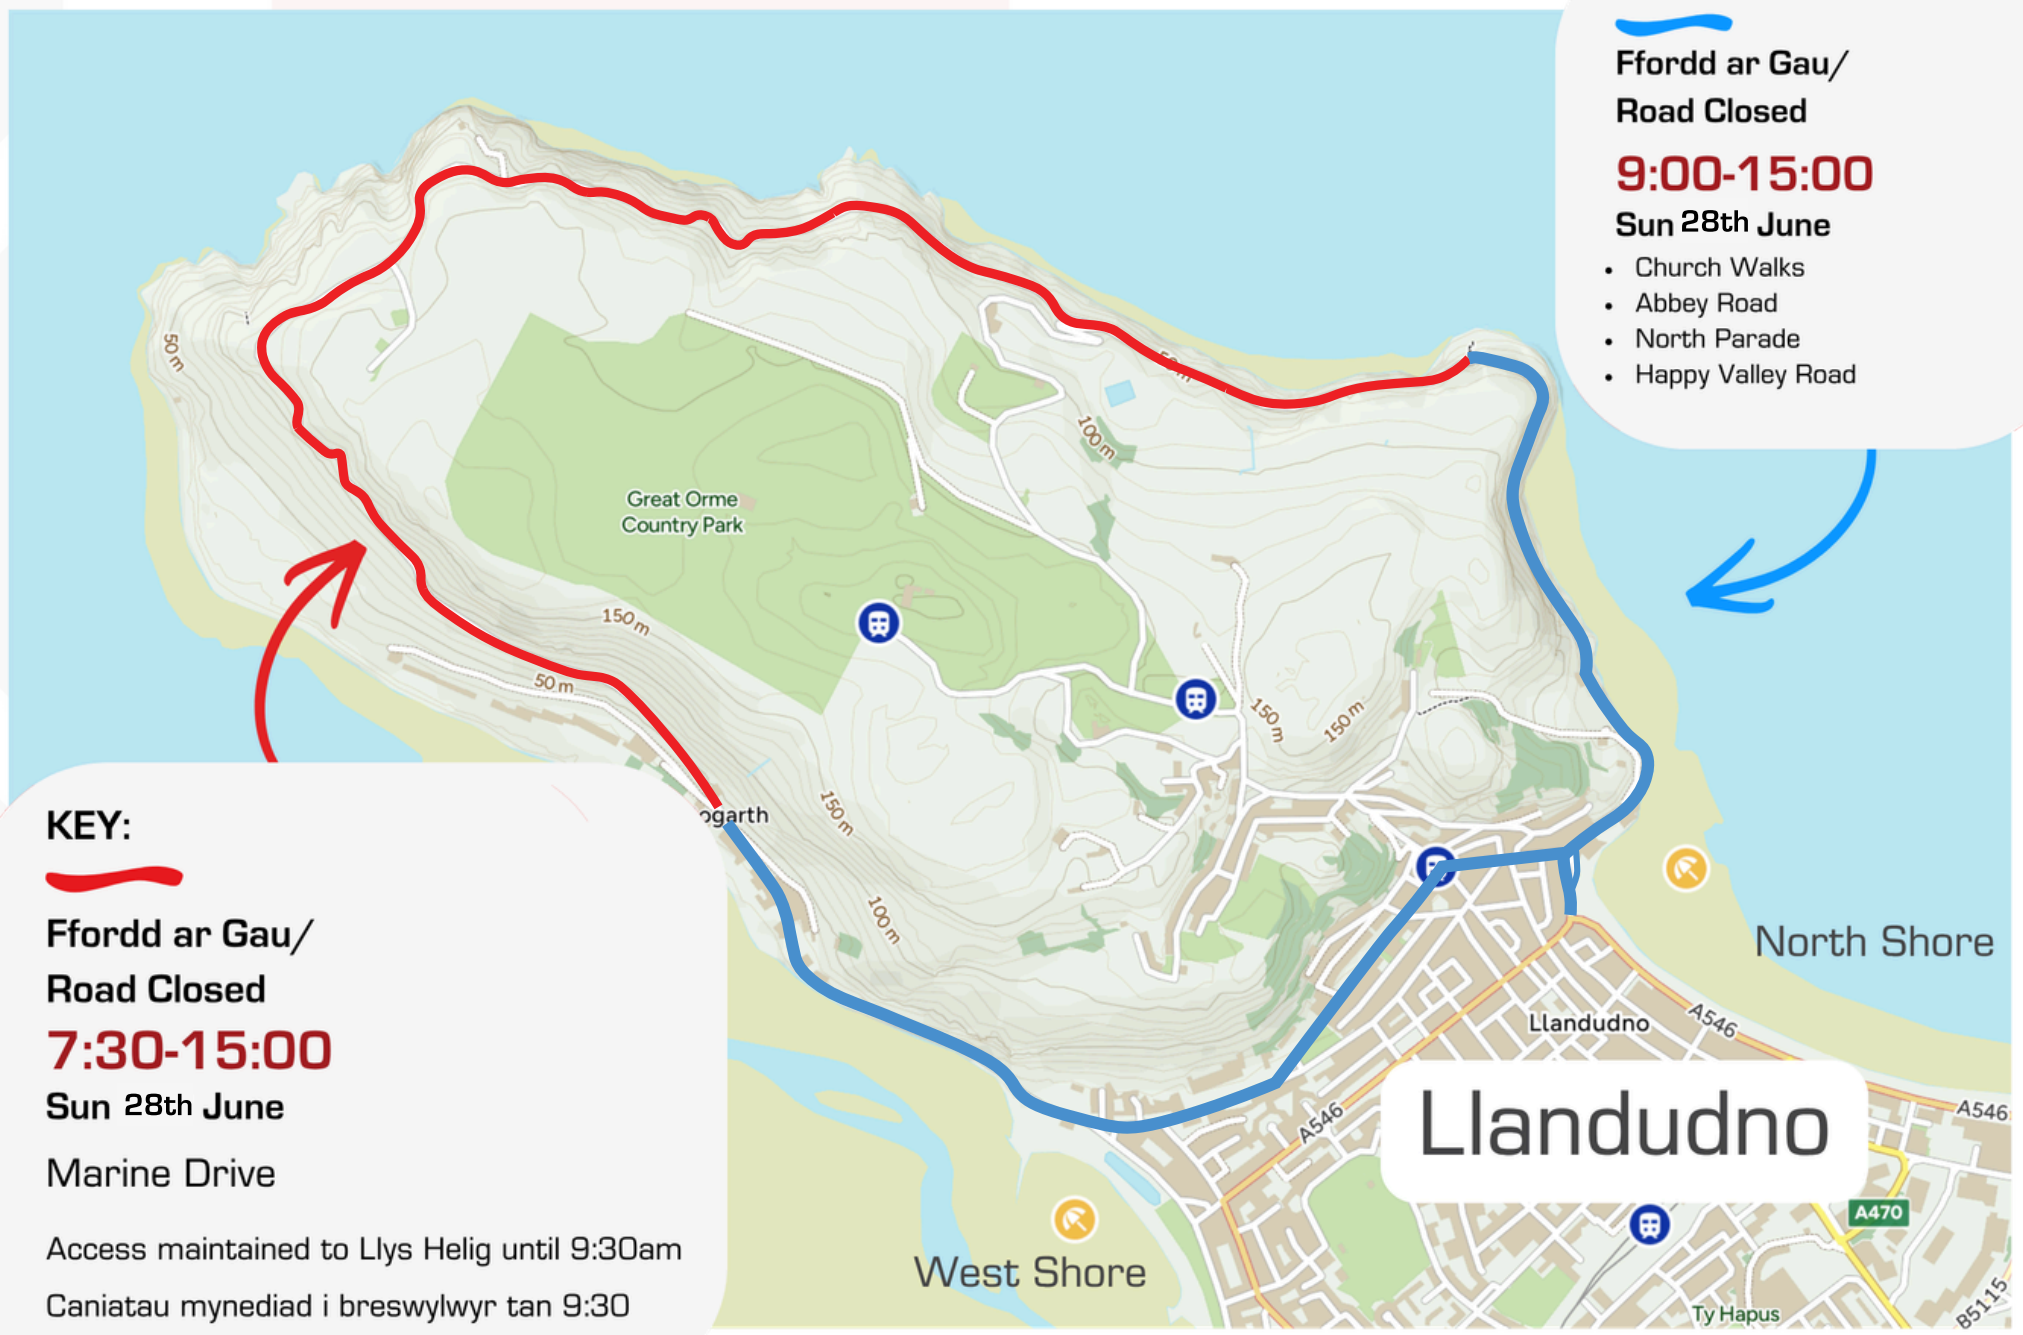 Ffordd ar Gau/
Road Closed
9:00-15:00
Sun 28th June
• Church Walks
• Abbey Road
• North Parade
• Happy Valley Road
50 m
50 m
100 m
Great Orme
Country Park
150 m
50 m
150 m
150 m
150 m
ogarth
100 m
North Shore
Llandudno
A546
A546
A546
Llandudno
A470
West Shore
Ty Hapus
B5115
KEY:
Ffordd ar Gau/
Road Closed
7:30-15:00
Sun 28th June
Marine Drive
Access maintained to Llys Helig until 9:30am
Caniatau mynediad i breswylwyr tan 9:30